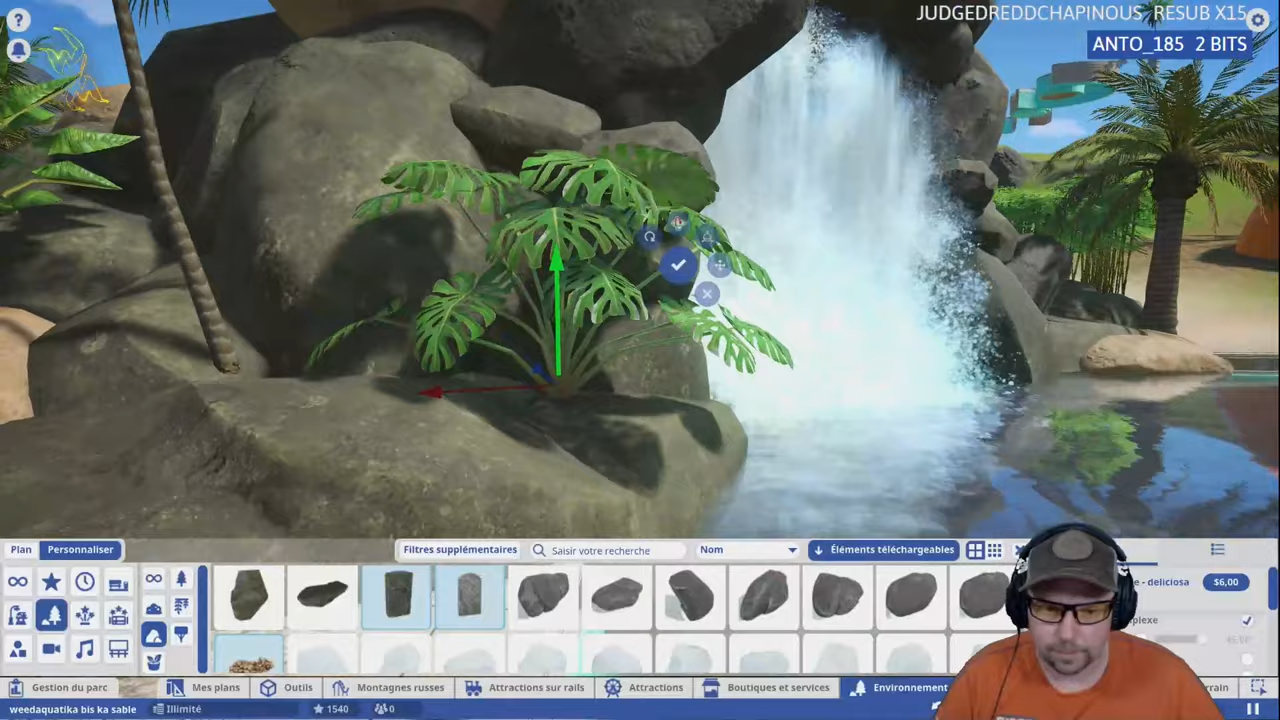 JUDGEDREDDCHAPINOUS RESUB X15
ANTO_185 2 BITS
Plan
Personnaliser
Filtres supplémentaires
Saisir votre recherche
Nom
Éléments téléchargeables
e - deliciosa
$6,00
plexe
Gestion du parc
Mes plans
Outils
Montagnes russes
Attractions sur rails
Attractions
Boutiques et services
Environnement
rrain
weedaquatika bis ka sable
Illimité
1540
0